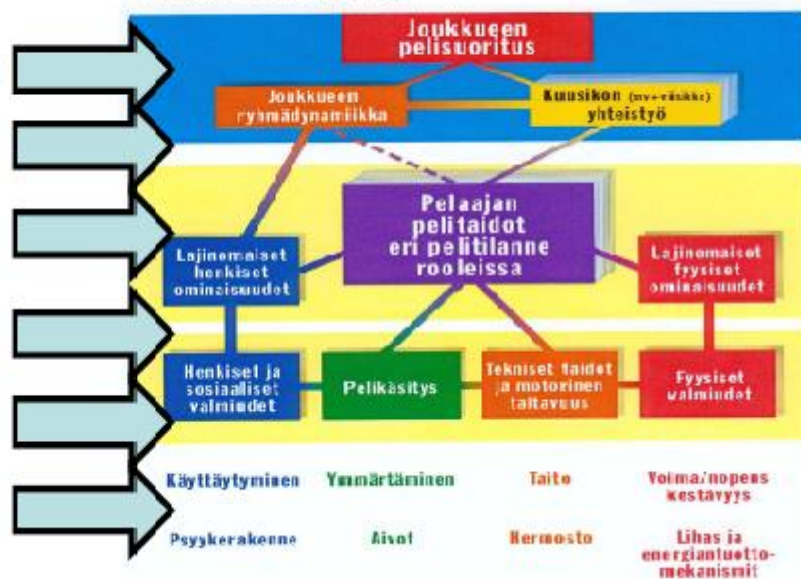 Joukkueen
pelisuoritus
Joukkueen
ryhmädynamiikka
Kuusikon (mv+viisikko)
yhteistyö
Pelaajan
pelitaidot
eri pelitilanne
rooleissa
Lajinomaiset
henkiset
ominaisuudet
Lajinomaiset
fyysiset
ominaisuudet
Henkiset ja
sosiaaliset
valmiudet
Pelikäsitys
Tekniset taidot
ja motorinen
taitavuus
Fyysiset
valmiudet
Käyttäytyminen
Ymmärtäminen
Taito
Voima/nopeus
kestävyys
Psyykerakenne
Aivot
Hermosto
Lihas ja
energiantuotto-
mekanismit